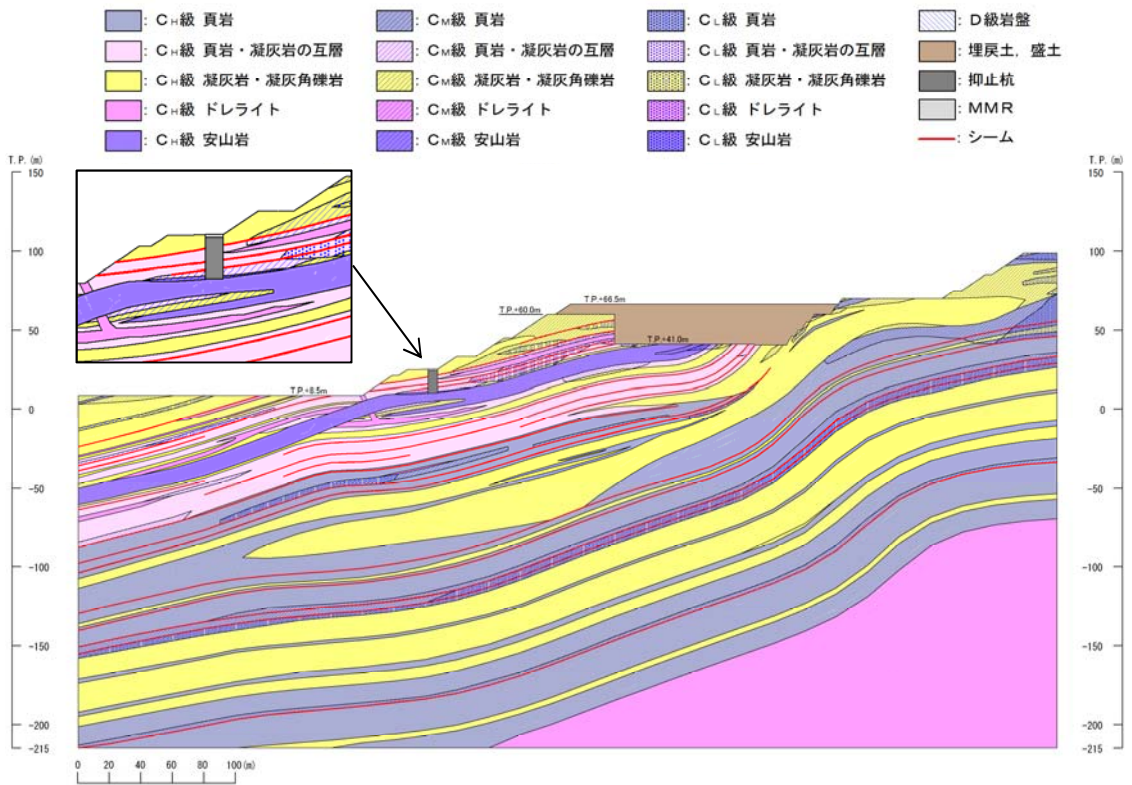 ：ＣH級 頁岩　：ＣM級 頁岩　：ＣL級 頁岩　：Ｄ級岩盤
：ＣH級 頁岩・凝灰岩の互層　：ＣM級 頁岩・凝灰岩の互層　：ＣL級 頁岩・凝灰岩の互層　：埋戻土，盛土
：ＣH級 凝灰岩・凝灰角礫岩　：ＣM級 凝灰岩・凝灰角礫岩　：ＣL級 凝灰岩・凝灰角礫岩　：抑止杭
：ＣH級 ドレライト　：ＣM級 ドレライト　：ＣL級 ドレライト　：ＭＭＲ
：ＣH級 安山岩　：ＣM級 安山岩　：ＣL級 安山岩　：シーム
T.P.(m)　T.P.(m)
150　150
100　100
T.P.+66.5m
T.P.+60.0m
50　T.P.+41.0m　50
T.P.+8.5m
0　0
-50　-50
-100　-100
-150　-150
-200　-200
-215　-215
0　20　40　60　80　100(m)